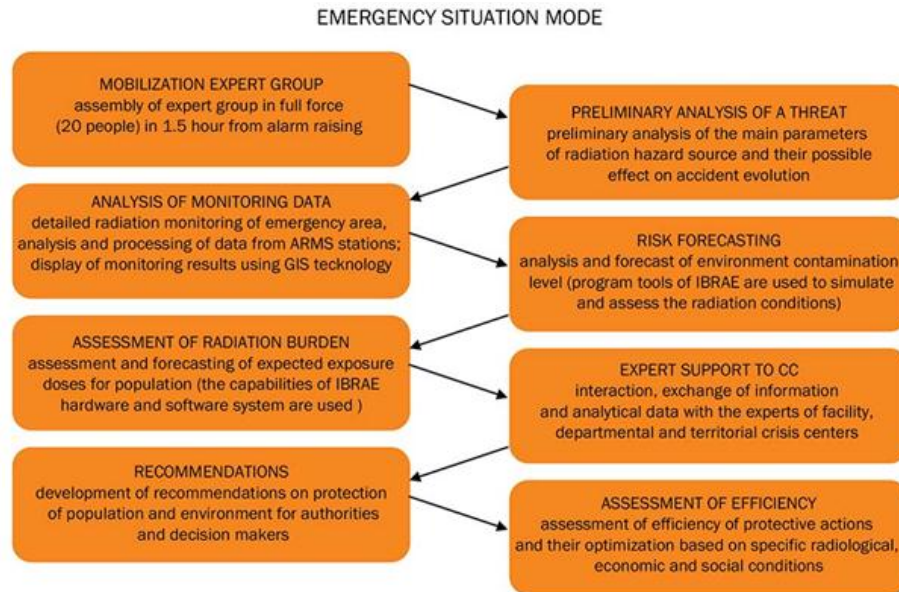 EMERGENCY SITUATION MODE
MOBILIZATION EXPERT GROUP
assembly of expert group in full force
(20 people) in 1.5 hour from alarm raising
PRELIMINARY ANALYSIS OF A THREAT
preliminary analysis of the main parameters
of radiation hazard source and their possible
effect on accident evolution
ANALYSIS OF MONITORING DATA
detailed radiation monitoring of emergency area,
analysis and processing of data from ARMS stations;
display of monitoring results using GIS tecknology
RISK FORECASTING
analysis and forecast of environment contamination
level (program tools of IBRAE are used to simulate
and assess the radiation conditions)
ASSESSMENT OF RADIATION BURDEN
assessment and forecasting of expected exposure
doses for population (the capabilities of IBRAE
hardware and software system are used )
EXPERT SUPPORT TO CC
interaction, exchange of information
and analytical data with the experts of facility,
departmental and territorial crisis centers
RECOMMENDATIONS
development of recommendations on protection
of population and environment for authorities
and decision makers
ASSESSMENT OF EFFICIENCY
assessment of efficiency of protective actions
and their optimization based on specific radiological,
economic and social conditions